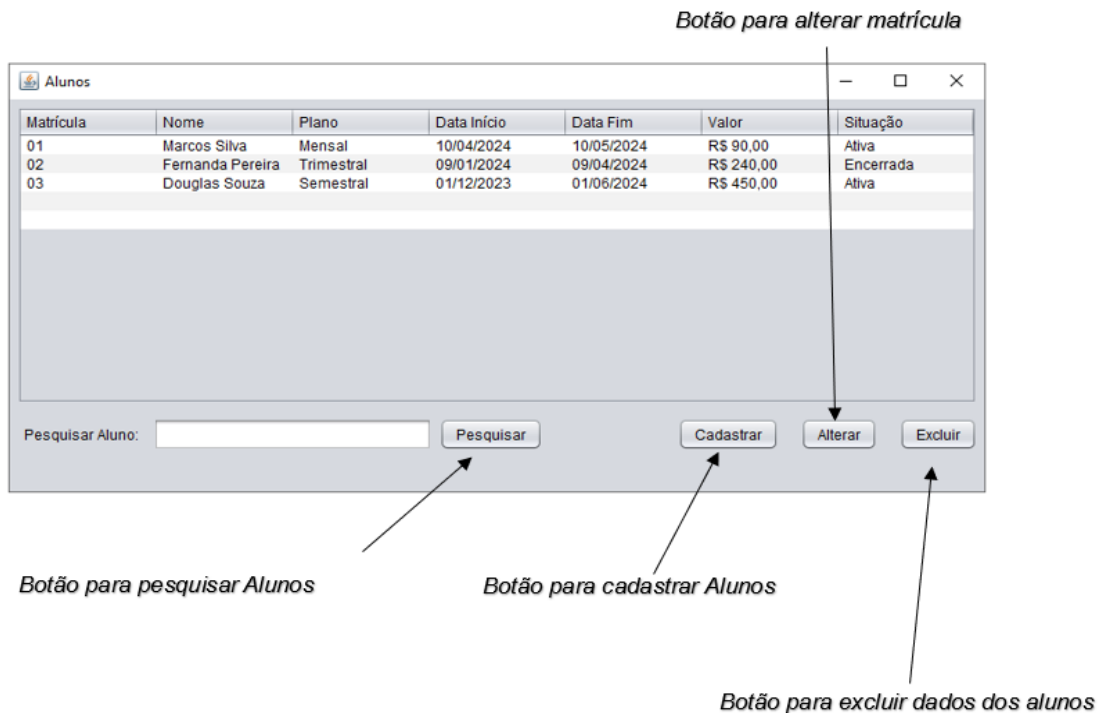 Botão para alterar matrícula
Alunos
Matrícula Nome Plano Data Início Data Fim Valor Situação
01 Marcos Silva Mensal 10/04/2024 10/05/2024 R$ 90,00 Ativa
02 Fernanda Pereira Trimestral 09/01/2024 09/04/2024 R$ 240,00 Encerrada
03 Douglas Souza Semestral 01/12/2023 01/06/2024 R$ 450,00 Ativa
Pesquisar Aluno: Pesquisar Cadastrar Alterar Excluir
Botão para pesquisar Alunos Botão para cadastrar Alunos
Botão para excluir dados dos alunos